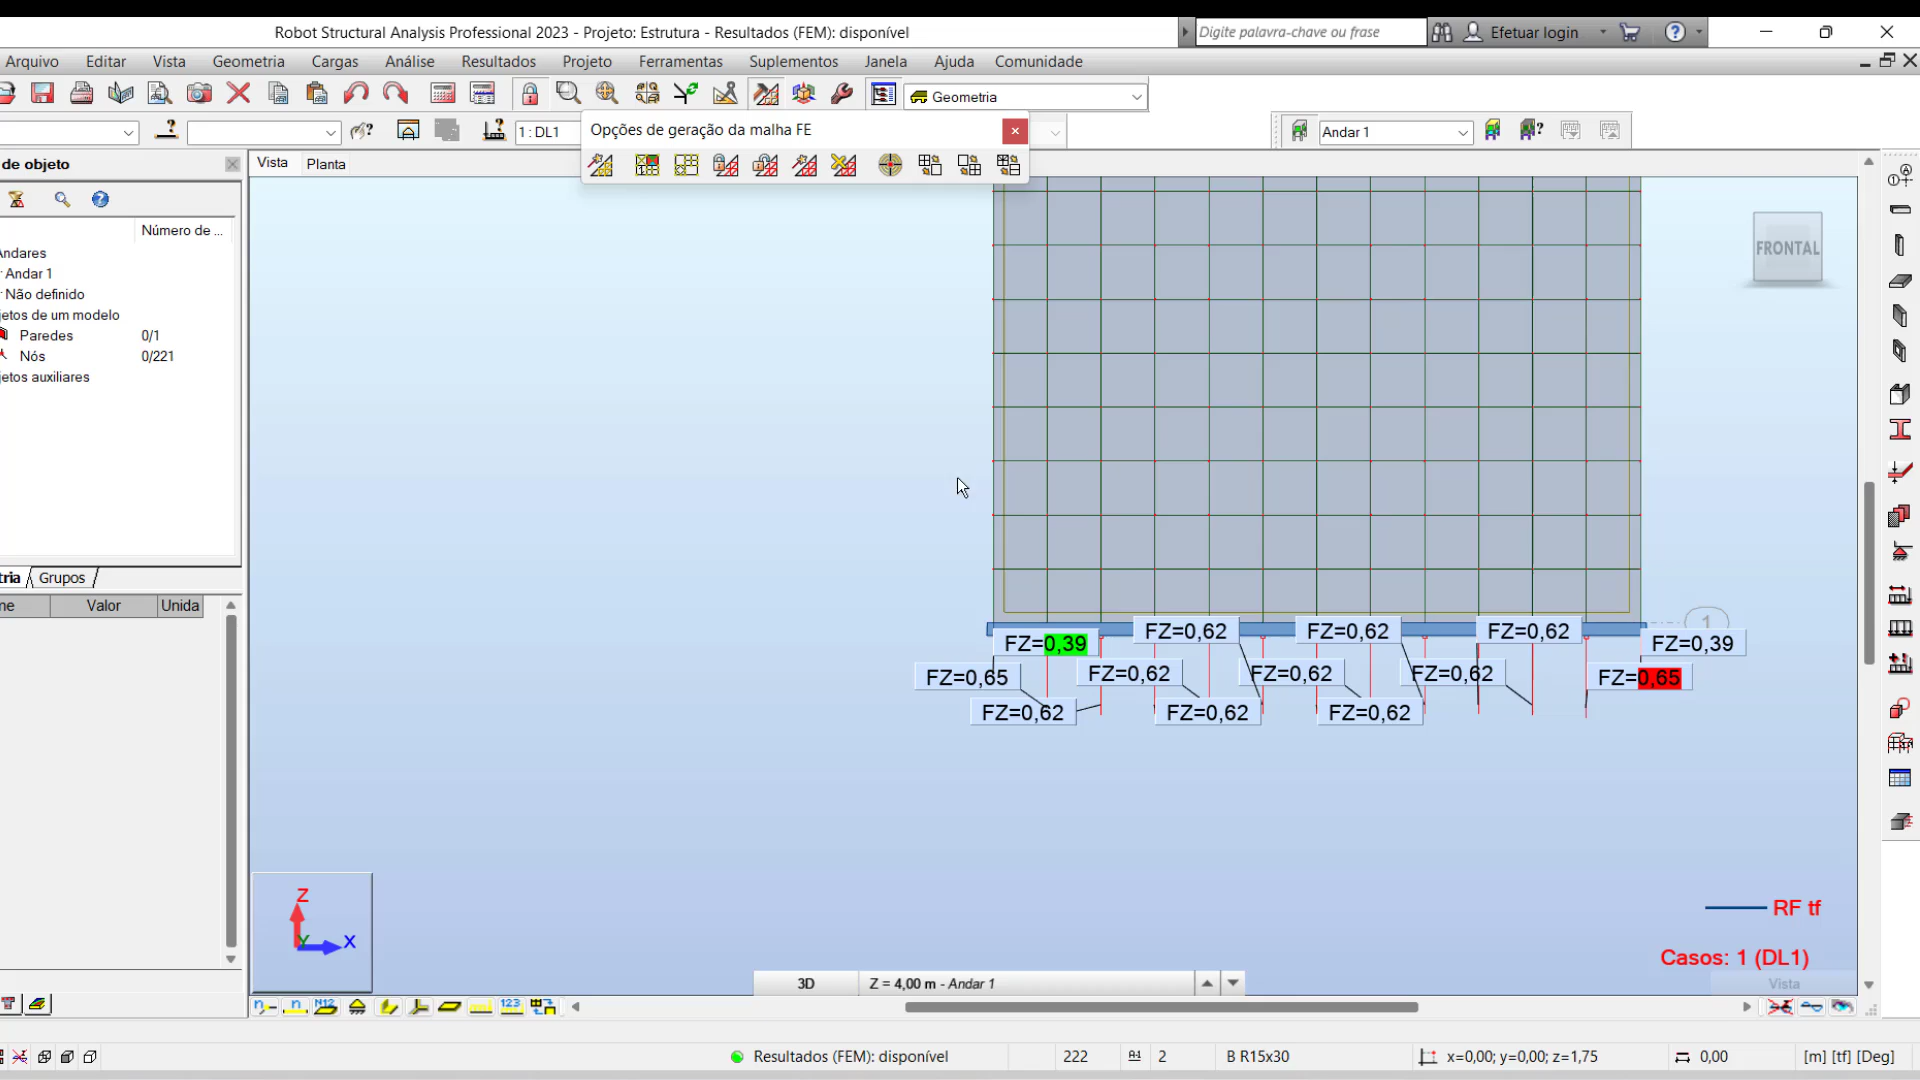 Robot Structural Analysis Professional 2023 - Projeto: Estrutura - Resultados (FEM): disponível
Digite palavra-chave ou frase
Efetuar login
Arquivo Editar Vista Geometria Cargas Análise Resultados Projeto Ferramentas Suplementos Janela Ajuda Comunidade
Geometria
1 : DL1
Opções de geração da malha FE
Andar 1
de objeto
Vista Planta
Número de ...
Andares
Andar 1
Não definido
jetos de um modelo
Paredes 0/1
Nós 0/221
jetos auxiliares
tria Grupos
ne Valor Unida
FRONTAL
1
FZ=0,62 FZ=0,62 FZ=0,62
FZ=0,39 FZ=0,39
FZ=0,65 FZ=0,62 FZ=0,62 FZ=0,62 FZ=0,65
FZ=0,62 FZ=0,62 FZ=0,62
Z
Y X
RF tf
Casos: 1 (DL1)
3D Z = 4,00 m - Andar 1
Vista
Resultados (FEM): disponível 222 2 B R15x30 x=0,00; y=0,00; z=1,75 0,00 [m] [tf] [Deg]